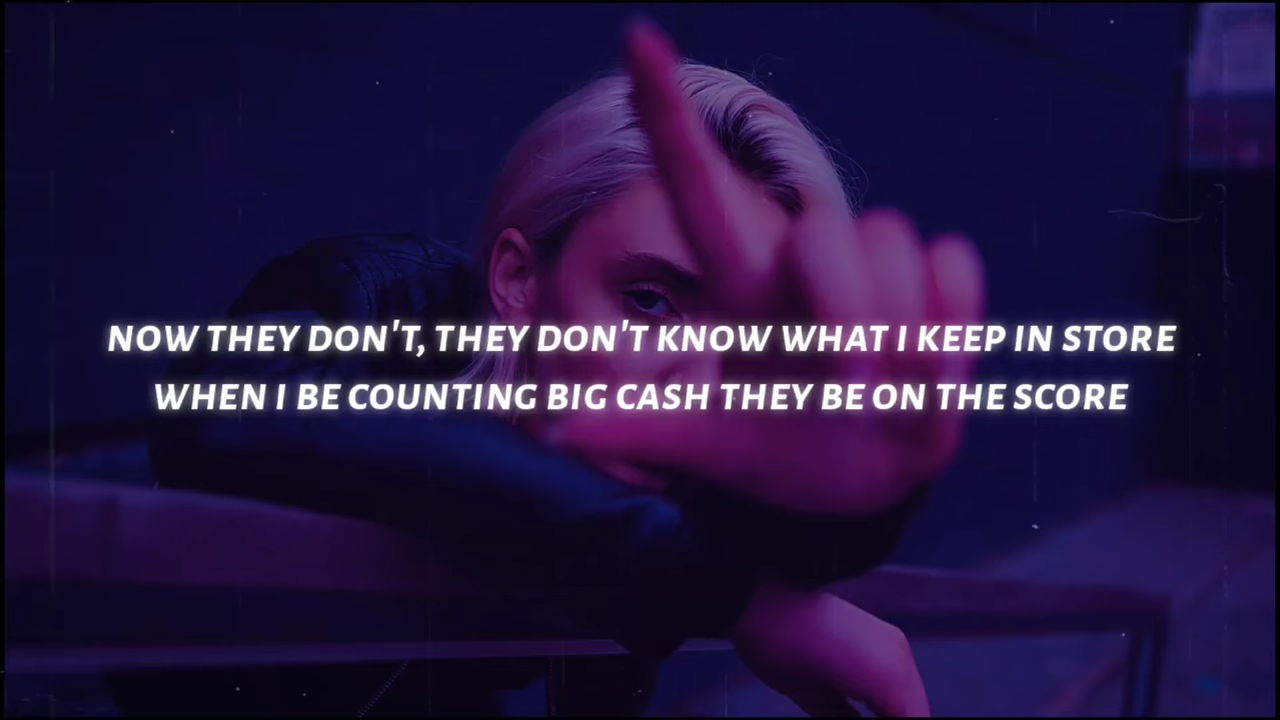 NOW THEY DON'T, THEY DON'T KNOW WHAT I KEEP IN STORE
WHEN I BE COUNTING BIG CASH THEY BE ON THE SCORE